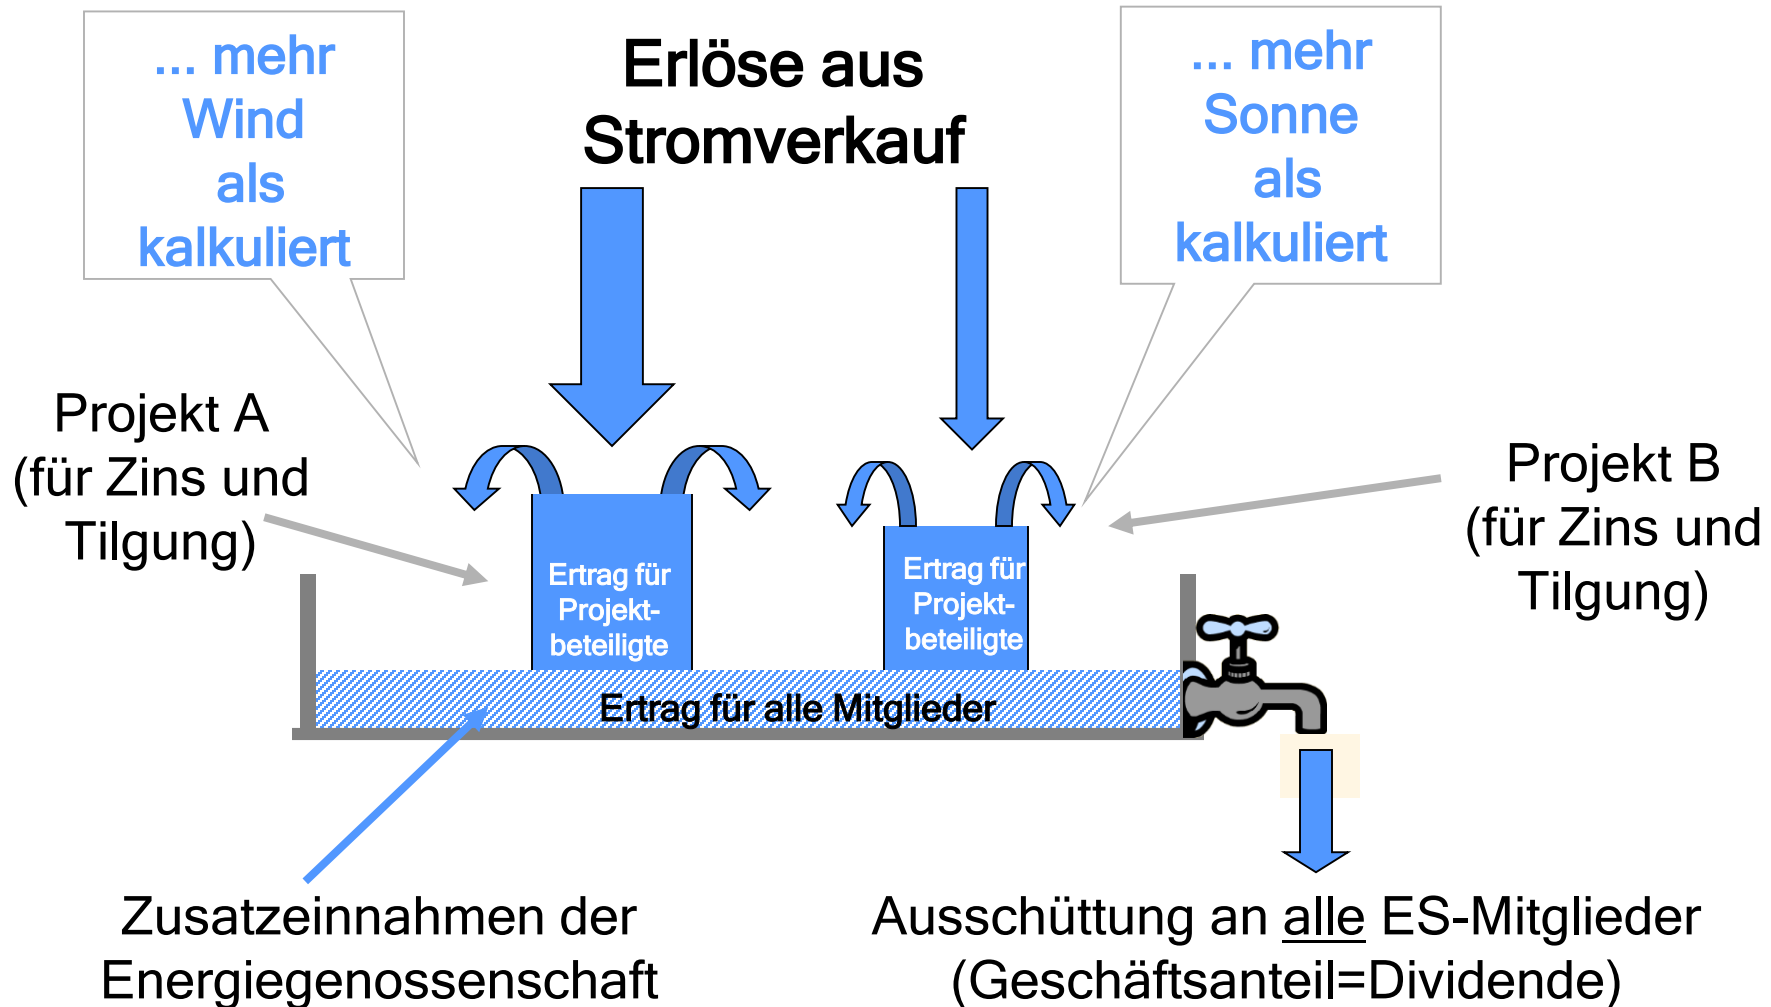 ... mehr
Wind
als
kalkuliert
Erlöse aus
Stromverkauf
... mehr
Sonne
als
kalkuliert
Projekt A
(für Zins und
Tilgung)
Projekt B
(für Zins und
Tilgung)
Ertrag für
Projekt-
beteiligte
Ertrag für
Projekt-
beteiligte
Ertrag für alle Mitglieder
Zusatzeinnahmen der
Energiegenossenschaft
Ausschüttung an alle ES-Mitglieder
(Geschäftsanteil=Dividende)